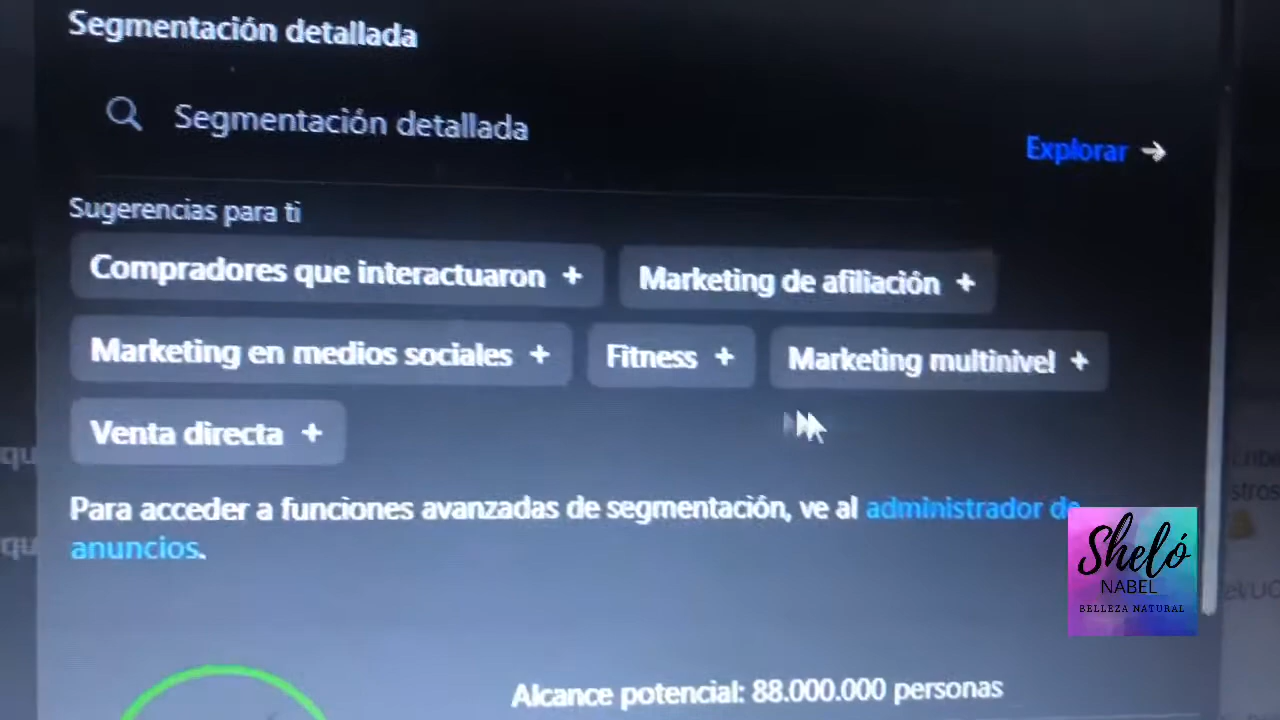 Segmentación detallada
Segmentación detallada
Explorar
Sugerencias para ti
Compradores que interactuaron +
Marketing de afiliación +
Marketing en medios sociales +
Fitness +
Marketing multinivel +
Venta directa +
Para acceder a funciones avanzadas de segmentación, ve al administrador de
anuncios.
Sheló
NABEL
BELLEZA NATURAL
Alcance potencial: 88.000.000 personas